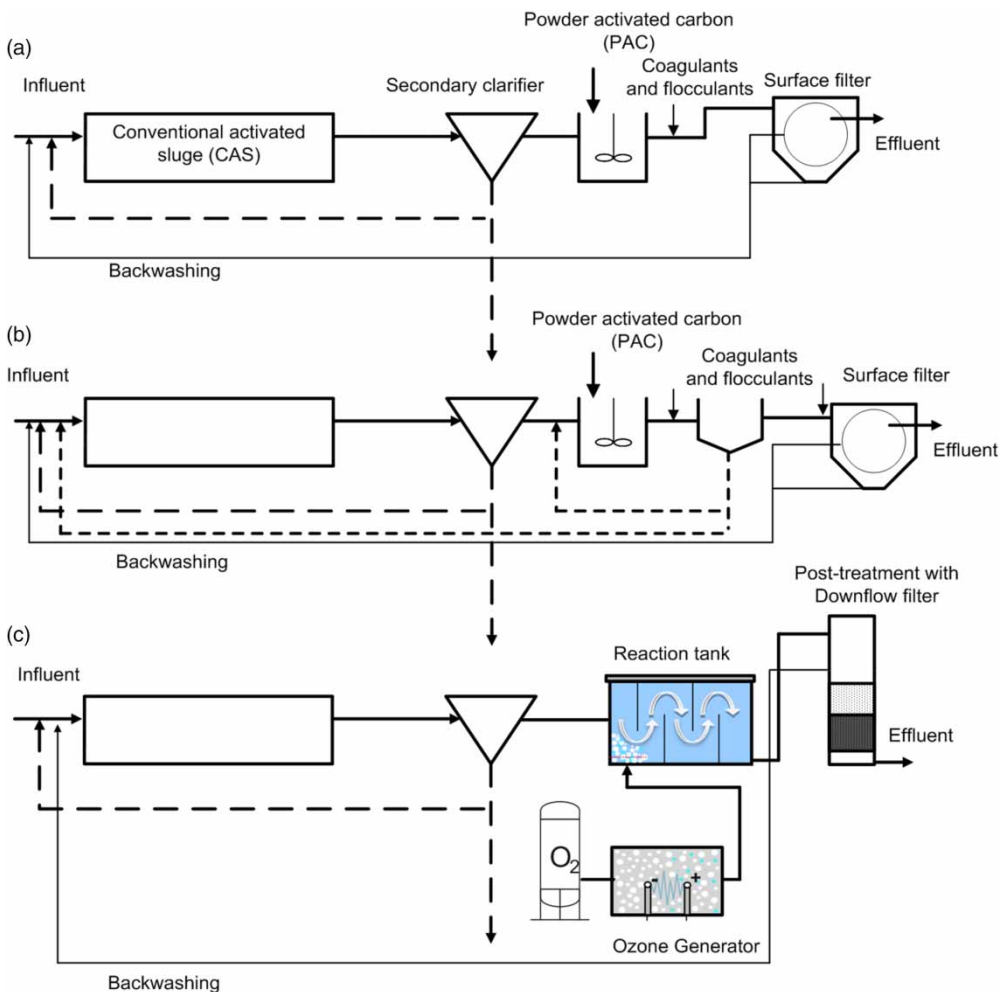 (a)
Powder activated carbon
(PAC)
Influent
Secondary clarifier
Coagulants
and flocculants
Surface filter
Conventional activated
sluge (CAS)
Effluent
Backwashing
(b)
Powder activated carbon
(PAC)
Influent
Coagulants
and flocculants
Surface filter
Effluent
Backwashing
Post-treatment with
Downflow filter
(c)
Influent
Reaction tank
Effluent
O2
- +
Ozone Generator
Backwashing